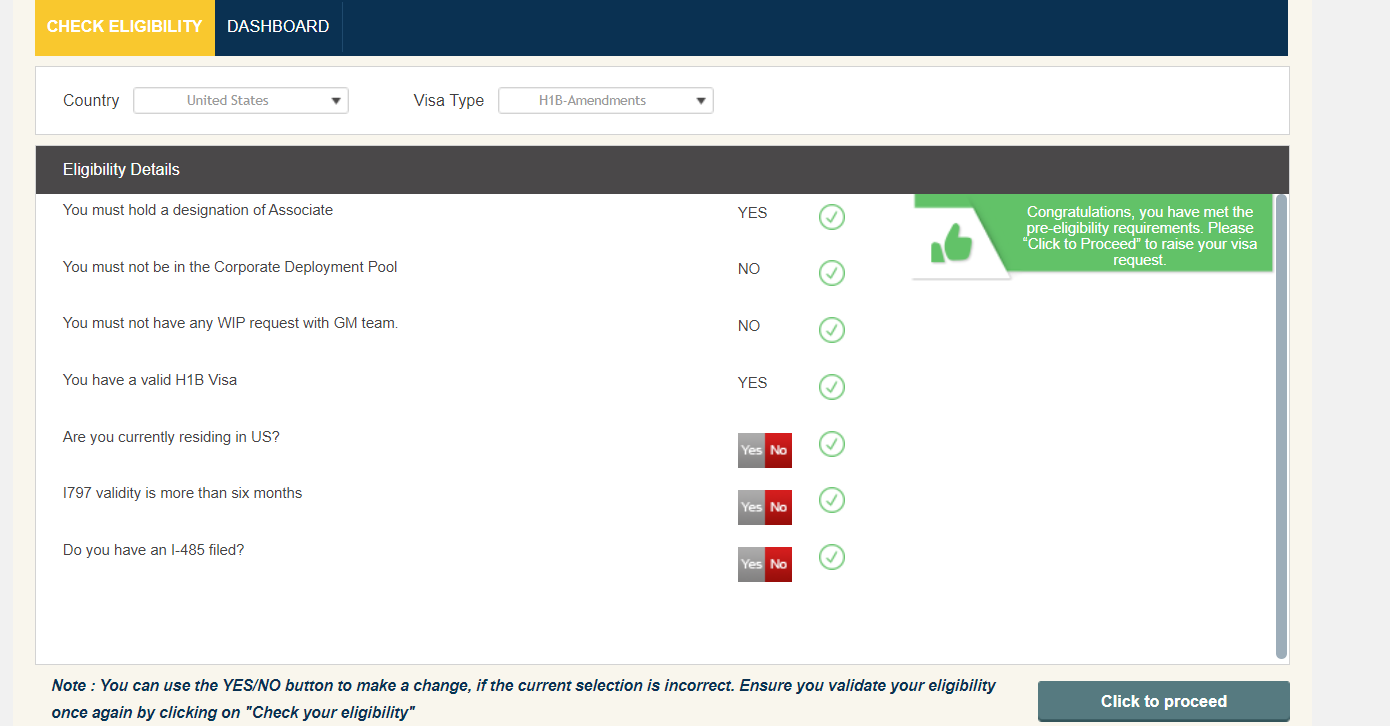 CHECK ELIGIBILITY DASHBOARD
Country United States Visa Type H1B-Amendments
Eligibility Details
You must hold a designation of Associate YES
Congratulations, you have met the
pre-eligibility requirements. Please
“Click to Proceed” to raise your visa
request.
You must not be in the Corporate Deployment Pool NO
You must not have any WIP request with GM team. NO
You have a valid H1B Visa YES
Are you currently residing in US? Yes No
I797 validity is more than six months Yes No
Do you have an I-485 filed? Yes No
Note : You can use the YES/NO button to make a change, if the current selection is incorrect. Ensure you validate your eligibility
once again by clicking on "Check your eligibility"
Click to proceed